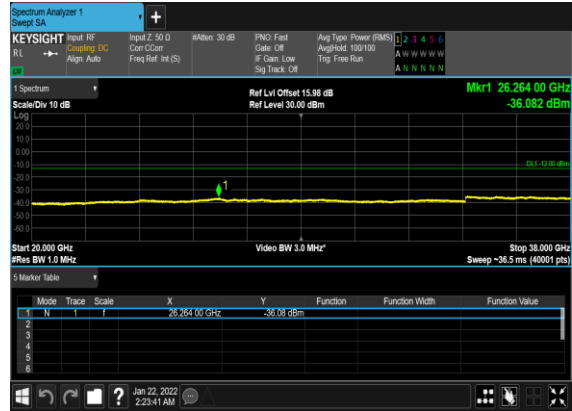 Spectrum Analyzer 1
Swept SA
+
KEYSIGHT Input: RF Input Z: 50 Ω #Atten: 30 dB PNO: Fast Avg Type: Power (RMS) 1 2 3 4 5 6
RL Coupling: DC Corr CCorr Gate: Off Avg|Hold: 100/100 A W W W W W
Align: Auto Freq Ref: Int (S) IF Gain: Low Trig: Free Run
Sig Track: Off A N N N N N
1 Spectrum Ref Lvl Offset 15.98 dB Mkr1 26.264 00 GHz
Scale/Div 10 dB Ref Level 30.00 dBm -36.082 dBm
Log
20.0
10.0
0.00
-10.0 DL1 -13.00 dBm
-20.0
-30.0 1
-40.0
-50.0
-60.0
Start 20.000 GHz Video BW 3.0 MHz* Stop 38.000 GHz
#Res BW 1.0 MHz Sweep ~36.5 ms (40001 pts)
5 Marker Table
Mode Trace Scale X Y Function Function Width Function Value
1 N 1 f 26.264 00 GHz -36.08 dBm
2
3
4
5
6
? Jan 22, 2022
2:23:41 AM